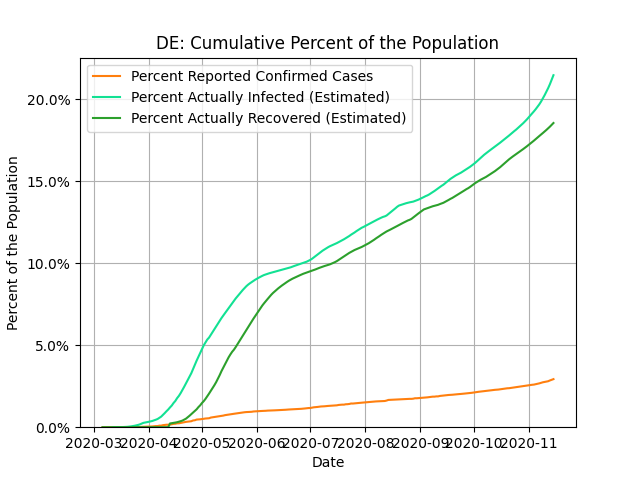 DE: Cumulative Percent of the Population
Percent Reported Confirmed Cases
Percent Actually Infected (Estimated)
Percent Actually Recovered (Estimated)
Percent of the Population
20.0%
15.0%
10.0%
5.0%
0.0%
2020-03 2020-04 2020-05 2020-06 2020-07 2020-08 2020-09 2020-10 2020-11
Date